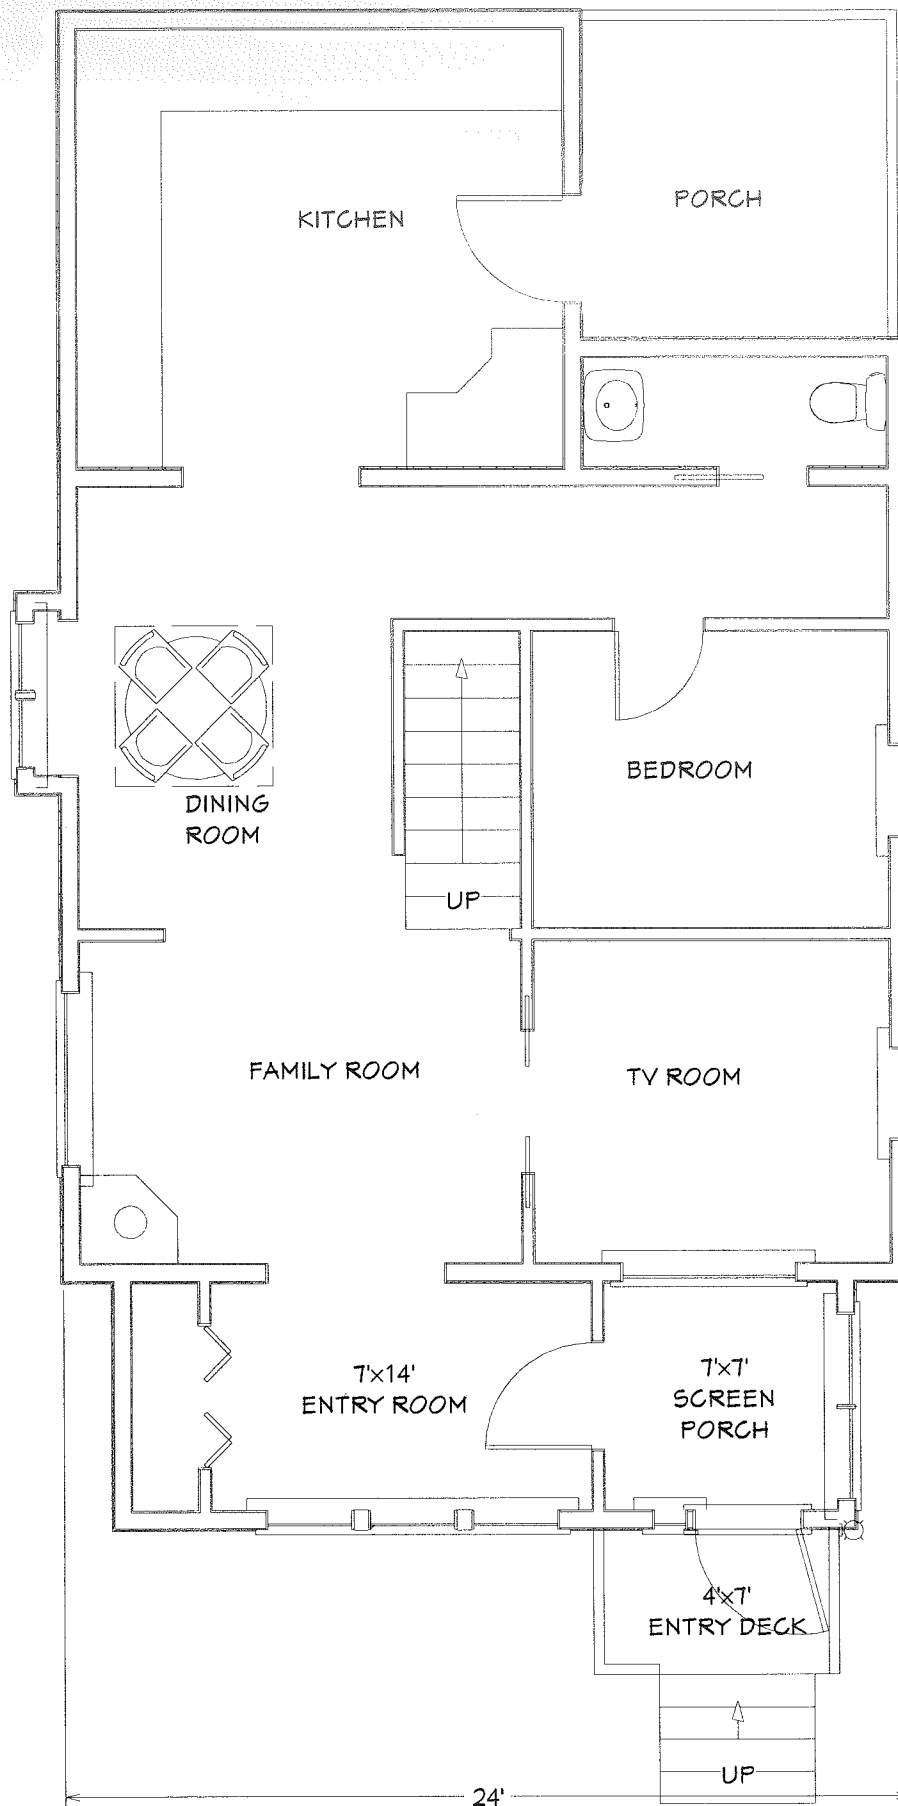 KITCHEN
PORCH
BEDROOM
DINING
ROOM
UP
FAMILY ROOM
TV ROOM
7'x14'
ENTRY ROOM
7'x7'
SCREEN
PORCH
4'x7'
ENTRY DECK
UP
24'